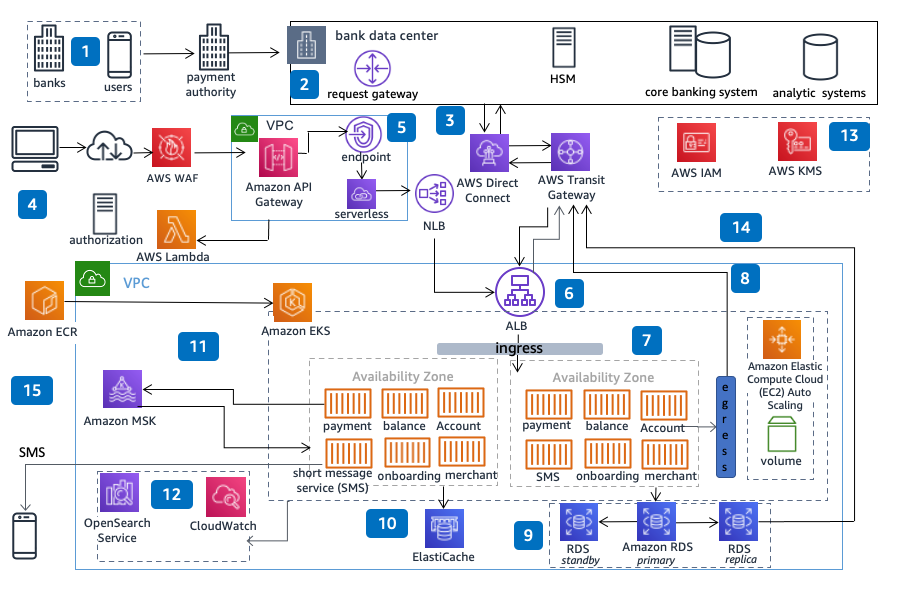 banks
1
users
payment
authority
bank data center
2
request gateway
HSM
core banking system
analytic systems
4
AWS WAF
VPC
Amazon API
Gateway
5
endpoint
serverless
NLB
3
AWS Direct
Connect
AWS Transit
Gateway
AWS IAM
AWS KMS
13
authorization
AWS Lambda
14
VPC
Amazon ECR
Amazon EKS
6
ALB
8
ingress
7
11
15
Amazon MSK
SMS
Availability Zone
payment
balance
Account
short message
service (SMS)
onboarding
merchant
Availability Zone
payment
balance
Account
SMS
onboarding
merchant
egress
Amazon Elastic
Compute Cloud
(EC2) Auto
Scaling
volume
OpenSearch
Service
12
CloudWatch
10
ElastiCache
9
RDS
standby
Amazon RDS
primary
RDS
replica